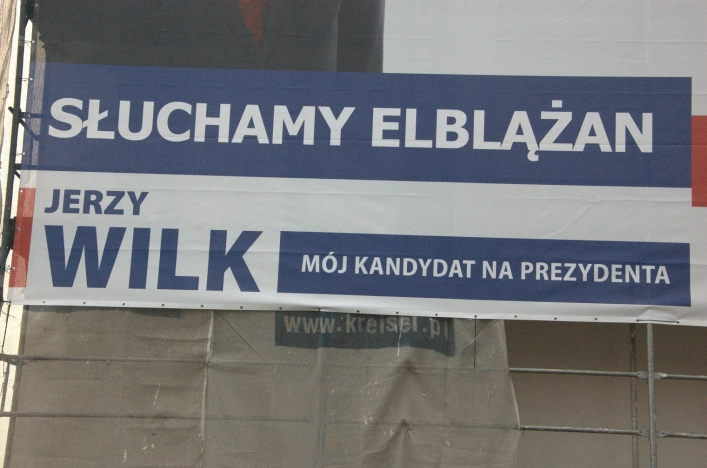 SŁUCHAMY ELBLĄŻAN
JERZY
WILK
MÓJ KANDYDAT NA PREZYDENTA
www.kreisel.pl